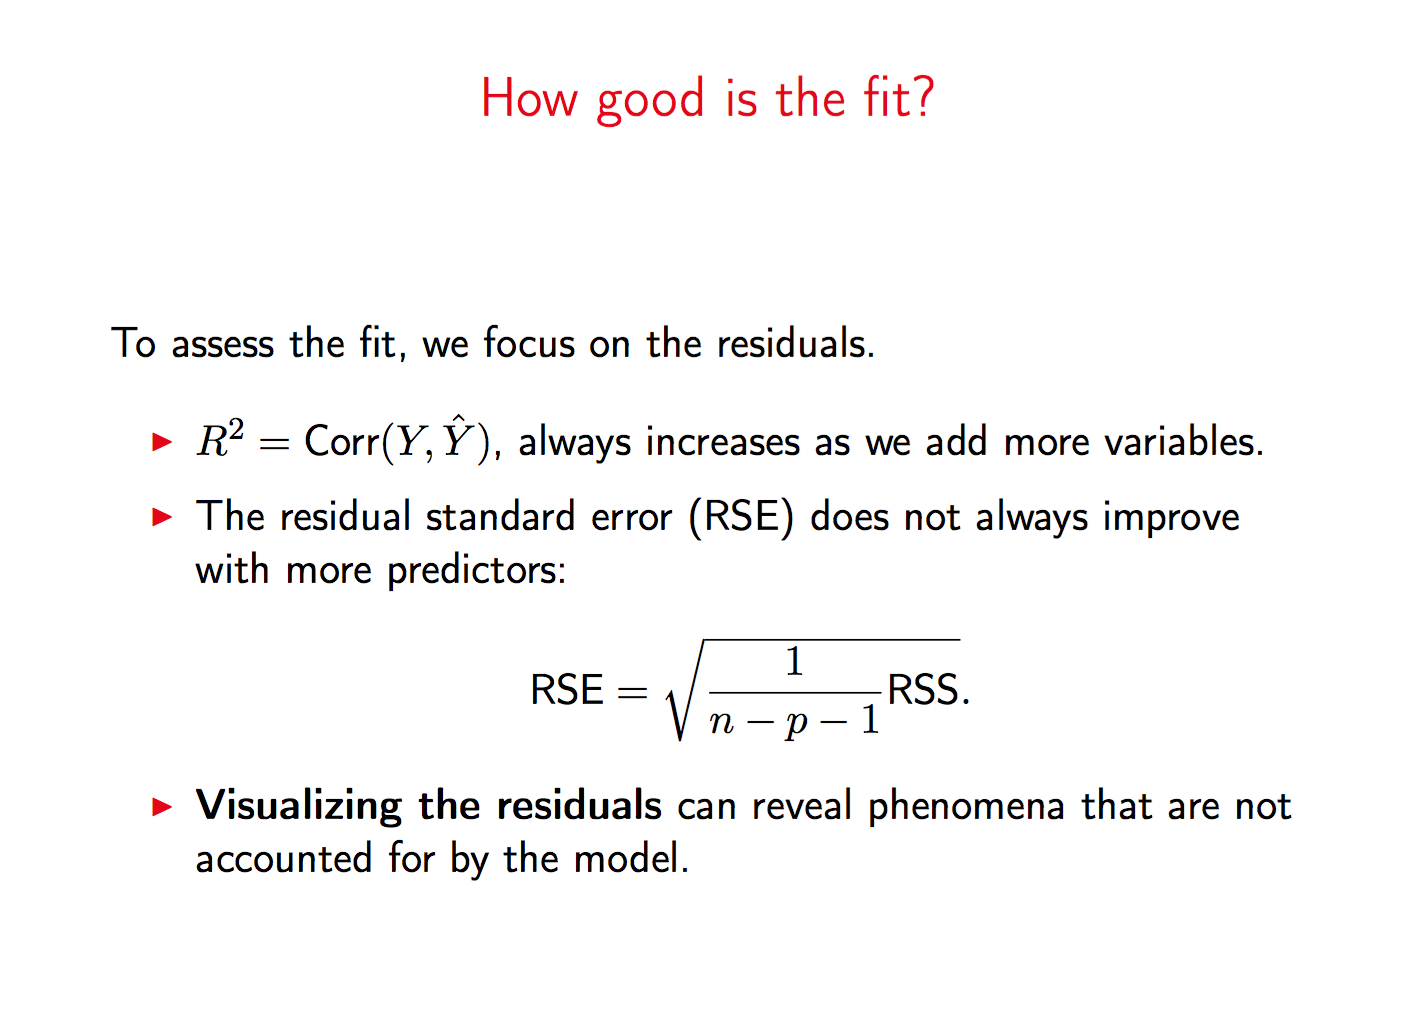 How good is the fit?
To assess the fit, we focus on the residuals.
▶ R² = Corr(Y, Ŷ), always increases as we add more variables.
▶ The residual standard error (RSE) does not always improve
with more predictors:
RSE = √(1/(n − p − 1) RSS).
▶ Visualizing the residuals can reveal phenomena that are not
accounted for by the model.